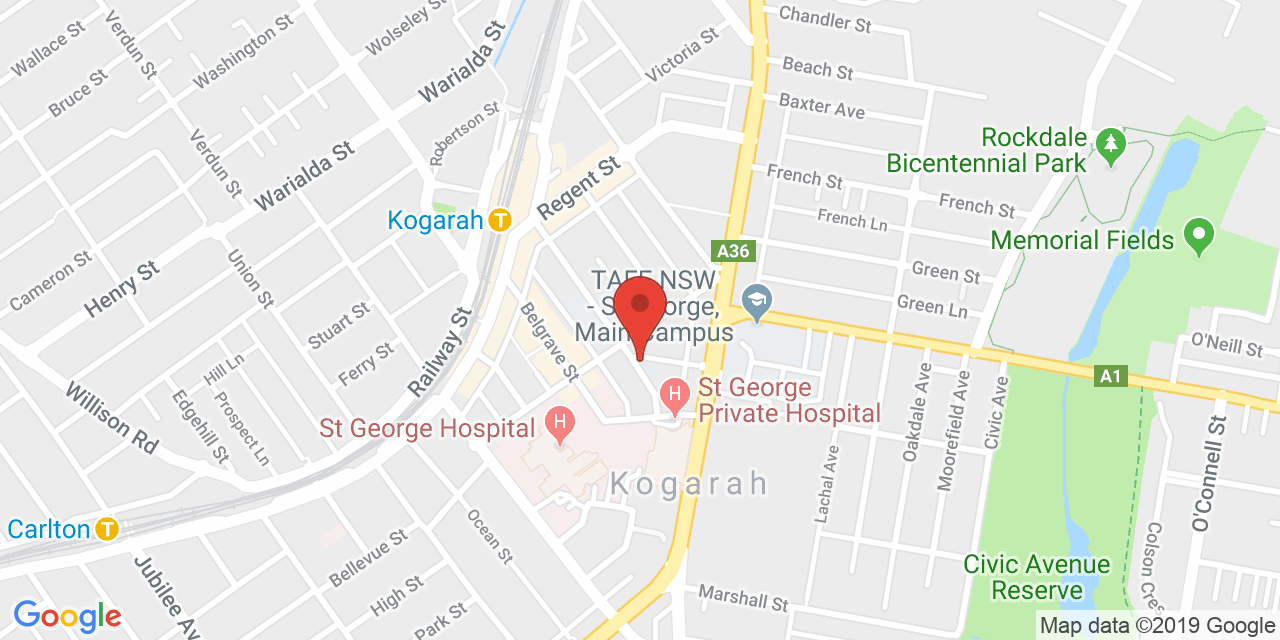 Wallace St
Verdun St
Washington St
Wolseley St
Bruce St
Warialda St
Robertson St
Victoria St
Chandler St
Beach St
Baxter Ave
Rockdale
Bicentennial Park
Verdun St
Warialda St
Regent St
French St
French St
French Ln
Kogarah
T
Memorial Fields
A36
Cameron St
Henry St
Union St
Green St
Green Ln
TAFE NSW
- St George,
Main Campus
Stuart St
Railway St
Belgrave St
O'Neill St
Hill Ln
Ferry St
A1
Willison Rd
Edgehill St
Prospect Ln
H
St George
Private Hospital
St George Hospital
H
Oakdale Ave
Moorefield Ave
Civic Ave
O'Connell St
Kogarah
Lachal Ave
Carlton
T
Ocean St
Bellevue St
Colson Cres
Jubilee Av
High St
Park St
Marshall St
Civic Avenue
Reserve
Google
Map data ©2019 Google